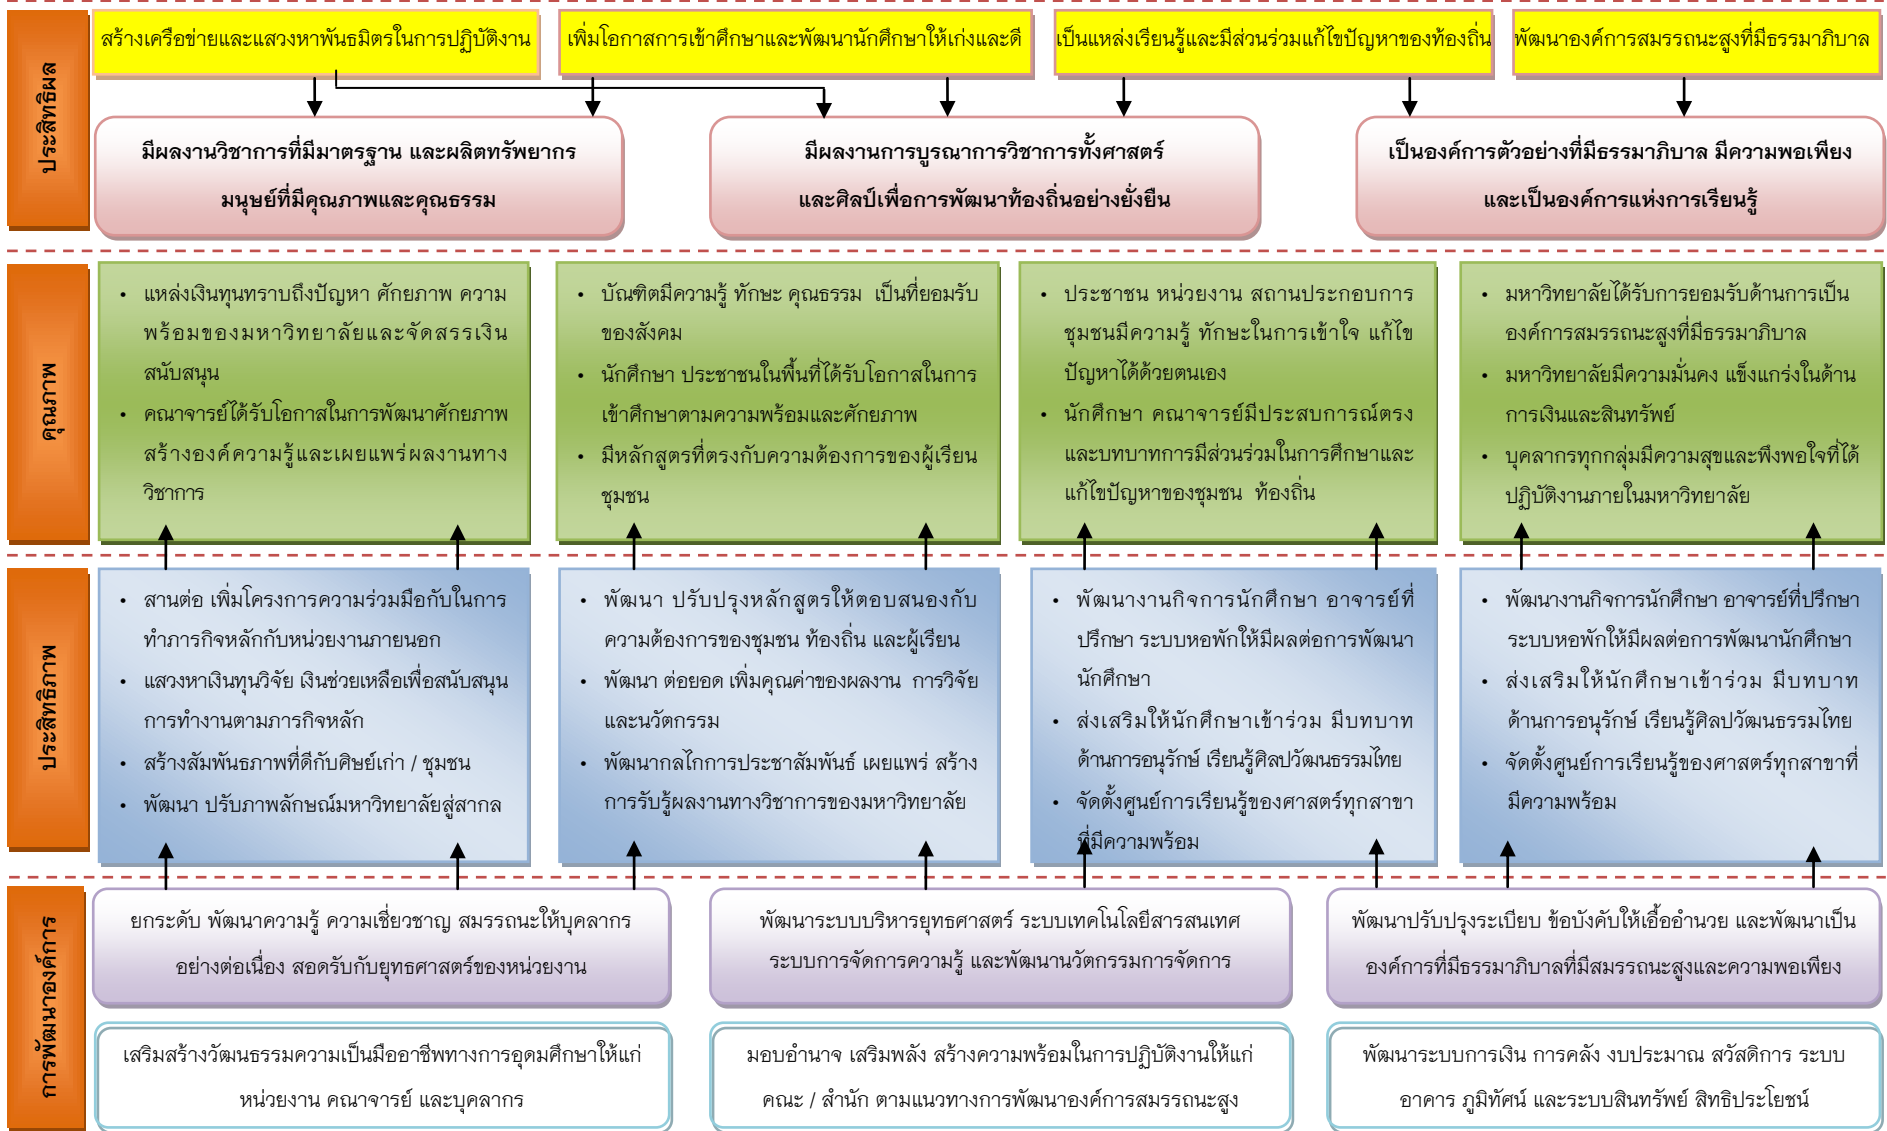 ประสิทธิผล
สร้างเครือข่ายและแสวงหาพันธมิตรในการปฏิบัติงาน
เพิ่มโอกาสการเข้าศึกษาและพัฒนานักศึกษาให้เก่งและดี
เป็นแหล่งเรียนรู้และมีส่วนร่วมแก้ไขปัญหาของท้องถิ่น
พัฒนาองค์การสมรรถนะสูงที่มีธรรมาภิบาล
มีผลงานวิชาการที่มีมาตรฐาน และผลิตทรัพยากร
มนุษย์ที่มีคุณภาพและคุณธรรม
มีผลงานการบูรณาการวิชาการทั้งศาสตร์
และศิลป์เพื่อการพัฒนาท้องถิ่นอย่างยั่งยืน
เป็นองค์การตัวอย่างที่มีธรรมาภิบาล มีความพอเพียง
และเป็นองค์การแห่งการเรียนรู้
คุณภาพ
• แหล่งเงินทุนทราบถึงปัญหา ศักยภาพ ความ
พร้อมของมหาวิทยาลัยและจัดสรรเงิน
สนับสนุน
• คณาจารย์ได้รับโอกาสในการพัฒนาศักยภาพ
สร้างองค์ความรู้และเผยแพร่ผลงานทาง
วิชาการ
• บัณฑิตมีความรู้ ทักษะ คุณธรรม เป็นที่ยอมรับ
ของสังคม
• นักศึกษา ประชาชนในพื้นที่ได้รับโอกาสในการ
เข้าศึกษาตามความพร้อมและศักยภาพ
• มีหลักสูตรที่ตรงกับความต้องการของผู้เรียน
ชุมชน
• ประชาชน หน่วยงาน สถานประกอบการ
ชุมชนมีความรู้ ทักษะในการเข้าใจ แก้ไข
ปัญหาได้ด้วยตนเอง
• นักศึกษา คณาจารย์มีประสบการณ์ตรง
และบทบาทการมีส่วนร่วมในการศึกษาและ
แก้ไขปัญหาของชุมชน ท้องถิ่น
• มหาวิทยาลัยได้รับการยอมรับด้านการเป็น
องค์การสมรรถนะสูงที่มีธรรมาภิบาล
• มหาวิทยาลัยมีความมั่นคง แข็งแกร่งในด้าน
การเงินและสินทรัพย์
• บุคลากรทุกกลุ่มมีความสุขและพึงพอใจที่ได้
ปฏิบัติงานภายในมหาวิทยาลัย
ประสิทธิภาพ
• สานต่อ เพิ่มโครงการความร่วมมือกับในการ
ทำภารกิจหลักกับหน่วยงานภายนอก
• แสวงหาเงินทุนวิจัย เงินช่วยเหลือเพื่อสนับสนุน
การทำงานตามภารกิจหลัก
• สร้างสัมพันธภาพที่ดีกับศิษย์เก่า / ชุมชน
• พัฒนา ปรับภาพลักษณ์มหาวิทยาลัยสู่สากล
• พัฒนา ปรับปรุงหลักสูตรให้ตอบสนองกับ
ความต้องการของชุมชน ท้องถิ่น และผู้เรียน
• พัฒนา ต่อยอด เพิ่มคุณค่าของผลงาน การวิจัย
และนวัตกรรม
• พัฒนากลไกการประชาสัมพันธ์ เผยแพร่ สร้าง
การรับรู้ผลงานทางวิชาการของมหาวิทยาลัย
• พัฒนางานกิจการนักศึกษา อาจารย์ที่
ปรึกษา ระบบหอพักให้มีผลต่อการพัฒนา
นักศึกษา
• ส่งเสริมให้นักศึกษาเข้าร่วม มีบทบาท
ด้านการอนุรักษ์ เรียนรู้ศิลปวัฒนธรรมไทย
• จัดตั้งศูนย์การเรียนรู้ของศาสตร์ทุกสาขา
ที่มีความพร้อม
• พัฒนางานกิจการนักศึกษา อาจารย์ที่ปรึกษา
ระบบหอพักให้มีผลต่อการพัฒนานักศึกษา
• ส่งเสริมให้นักศึกษาเข้าร่วม มีบทบาท
ด้านการอนุรักษ์ เรียนรู้ศิลปวัฒนธรรมไทย
• จัดตั้งศูนย์การเรียนรู้ของศาสตร์ทุกสาขาที่
มีความพร้อม
การพัฒนาองค์การ
ยกระดับ พัฒนาความรู้ ความเชี่ยวชาญ สมรรถนะให้บุคลากร
อย่างต่อเนื่อง สอดรับกับยุทธศาสตร์ของหน่วยงาน
พัฒนาระบบบริหารยุทธศาสตร์ ระบบเทคโนโลยีสารสนเทศ
ระบบการจัดการความรู้ และพัฒนานวัตกรรมการจัดการ
พัฒนาปรับปรุงระเบียบ ข้อบังคับให้เอื้ออำนวย และพัฒนาเป็น
องค์การที่มีธรรมาภิบาลที่มีสมรรถนะสูงและความพอเพียง
เสริมสร้างวัฒนธรรมความเป็นมืออาชีพทางการอุดมศึกษาให้แก่
หน่วยงาน คณาจารย์ และบุคลากร
มอบอำนาจ เสริมพลัง สร้างความพร้อมในการปฏิบัติงานให้แก่
คณะ / สำนัก ตามแนวทางการพัฒนาองค์การสมรรถนะสูง
พัฒนาระบบการเงิน การคลัง งบประมาณ สวัสดิการ ระบบ
อาคาร ภูมิทัศน์ และระบบสินทรัพย์ สิทธิประโยชน์